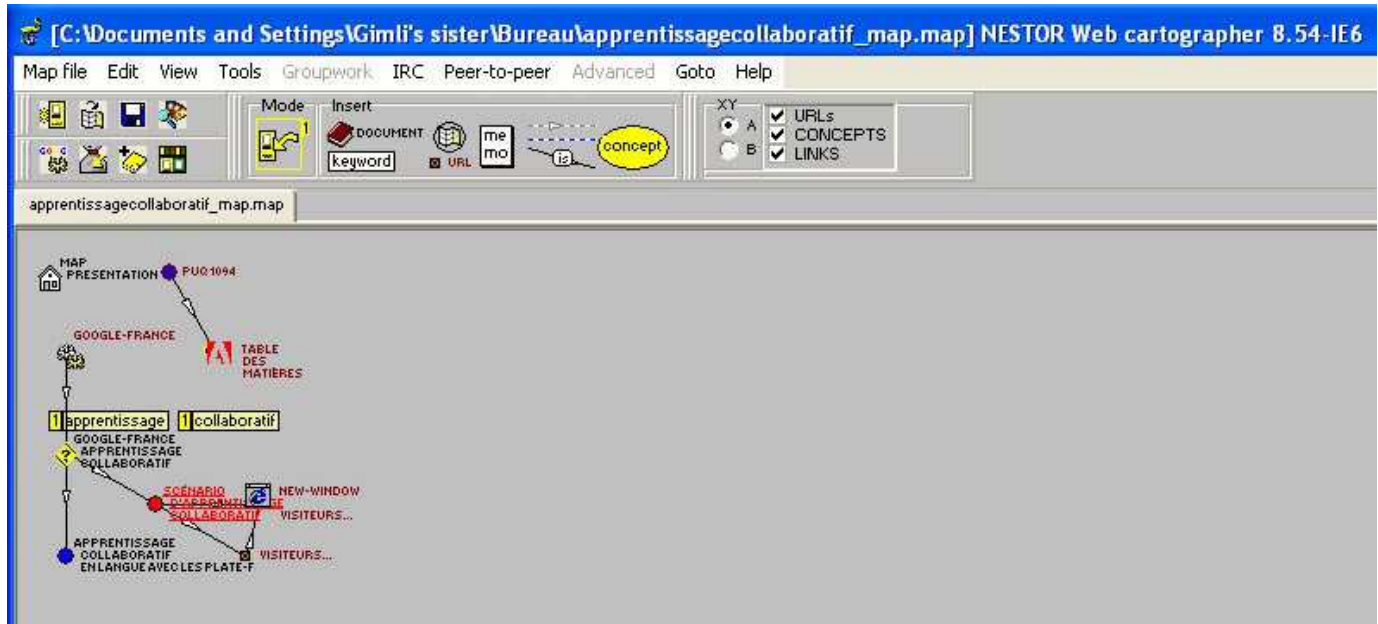 [C:\Documents and Settings\Gimli's sister\Bureau\apprentissagecollaboratif_map.map] NESTOR Web cartographer 8.54-IE6
Map file Edit View Tools Groupwork IRC Peer-to-peer Advanced Goto Help
Mode Insert XY
1 DOCUMENT keyword URL me mo is concept
A B
URLs
CONCEPTS
LINKS
apprentissagecollaboratif_map.map
MAP
PRESENTATION
PUQ1094
GOOGLE-FRANCE
TABLE
DES
MATIÈRES
1 apprentissage 1 collaboratif
GOOGLE-FRANCE
APPRENTISSAGE
COLLABORATIF
?
SCÉNARIO
D'APPRENTISSAGE
COLLABORATIF
NEW-WINDOW
VISITEURS...
APPRENTISSAGE
COLLABORATIF
EN LANGUE AVEC LES PLATE-F
VISITEURS...